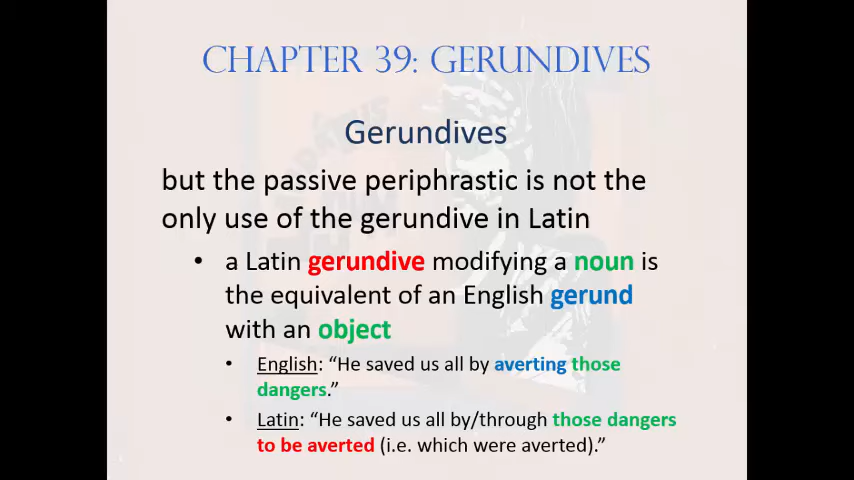 CHAPTER 39: GERUNDIVES
Gerundives
but the passive periphrastic is not the
only use of the gerundive in Latin
• a Latin gerundive modifying a noun is
the equivalent of an English gerund
with an object
• English: “He saved us all by averting those
dangers.”
• Latin: “He saved us all by/through those dangers
to be averted (i.e. which were averted).”